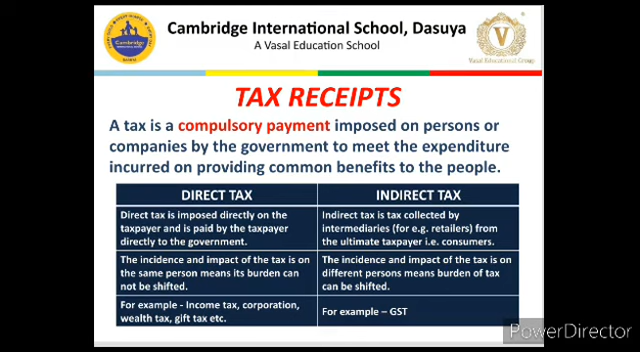 Cambridge International School, Dasuya
A Vasal Education School
Cambridge
V
Vasal Educational Group
TAX RECEIPTS
A tax is a compulsory payment imposed on persons or
companies by the government to meet the expenditure
incurred on providing common benefits to the people.
DIRECT TAX
INDIRECT TAX
Direct tax is imposed directly on the
taxpayer and is paid by the taxpayer
directly to the government.
Indirect tax is tax collected by
intermediaries (for e.g. retailers) from
the ultimate taxpayer i.e. consumers.
The incidence and impact of the tax is on
the same person means its burden can
not be shifted.
The incidence and impact of the tax is on
different persons means burden of tax
can be shifted.
For example - Income tax, corporation,
wealth tax, gift tax etc.
For example – GST
PowerDirector